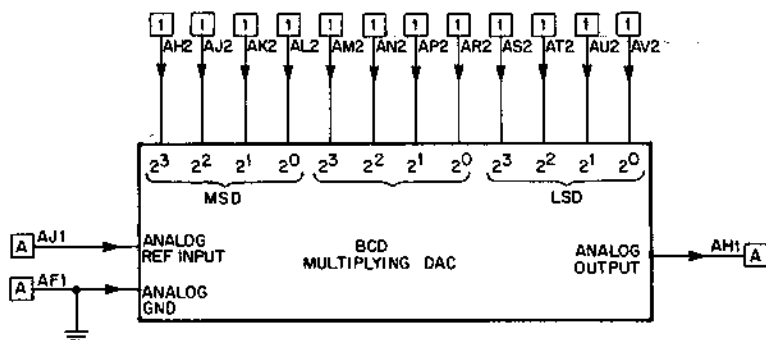 1 1 1 1 1 1 1 1 1 1 1 1
AH2 AJ2 AK2 AL2 AM2 AN2 AP2 AR2 AS2 AT2 AU2 AV2
2³ 2² 2¹ 2⁰ 2³ 2² 2¹ 2⁰ 2³ 2² 2¹ 2⁰
MSD LSD
A AJ1 ANALOG
REF INPUT
BCD
MULTIPLYING DAC
ANALOG
OUTPUT
AH1 A
A AF1 ANALOG
GND